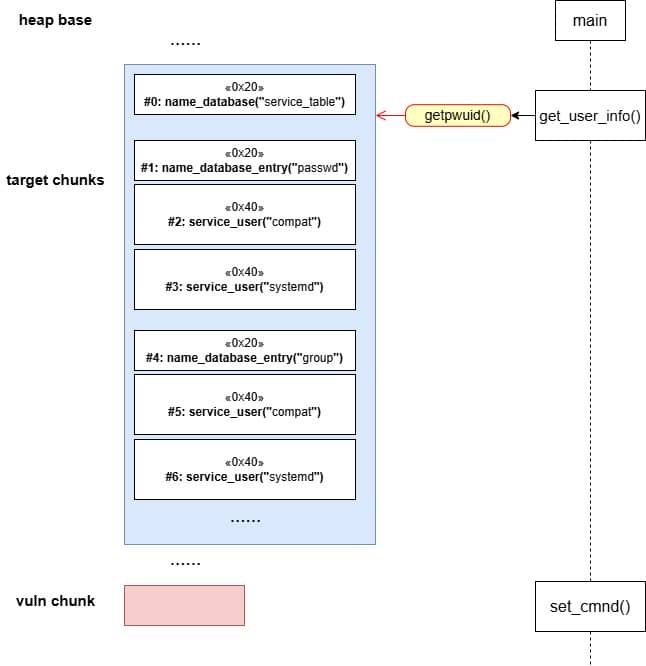 heap base
main
......
«0x20»
#0: name_database("service_table")
getpwuid()
get_user_info()
target chunks
«0x20»
#1: name_database_entry("passwd")
«0x40»
#2: service_user("compat")
«0x40»
#3: service_user("systemd")
«0x20»
#4: name_database_entry("group")
«0x40»
#5: service_user("compat")
«0x40»
#6: service_user("systemd")
......
......
vuln chunk
set_cmnd()